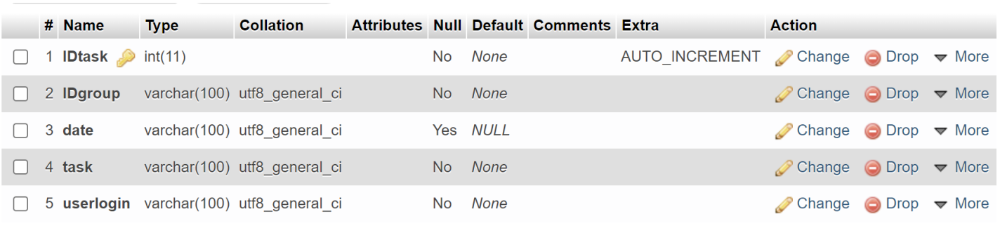 # Name Type Collation Attributes Null Default Comments Extra Action
1 IDtask int(11) No None AUTO_INCREMENT Change Drop More
2 IDgroup varchar(100) utf8_general_ci No None Change Drop More
3 date varchar(100) utf8_general_ci Yes NULL Change Drop More
4 task varchar(100) utf8_general_ci No None Change Drop More
5 userlogin varchar(100) utf8_general_ci No None Change Drop More